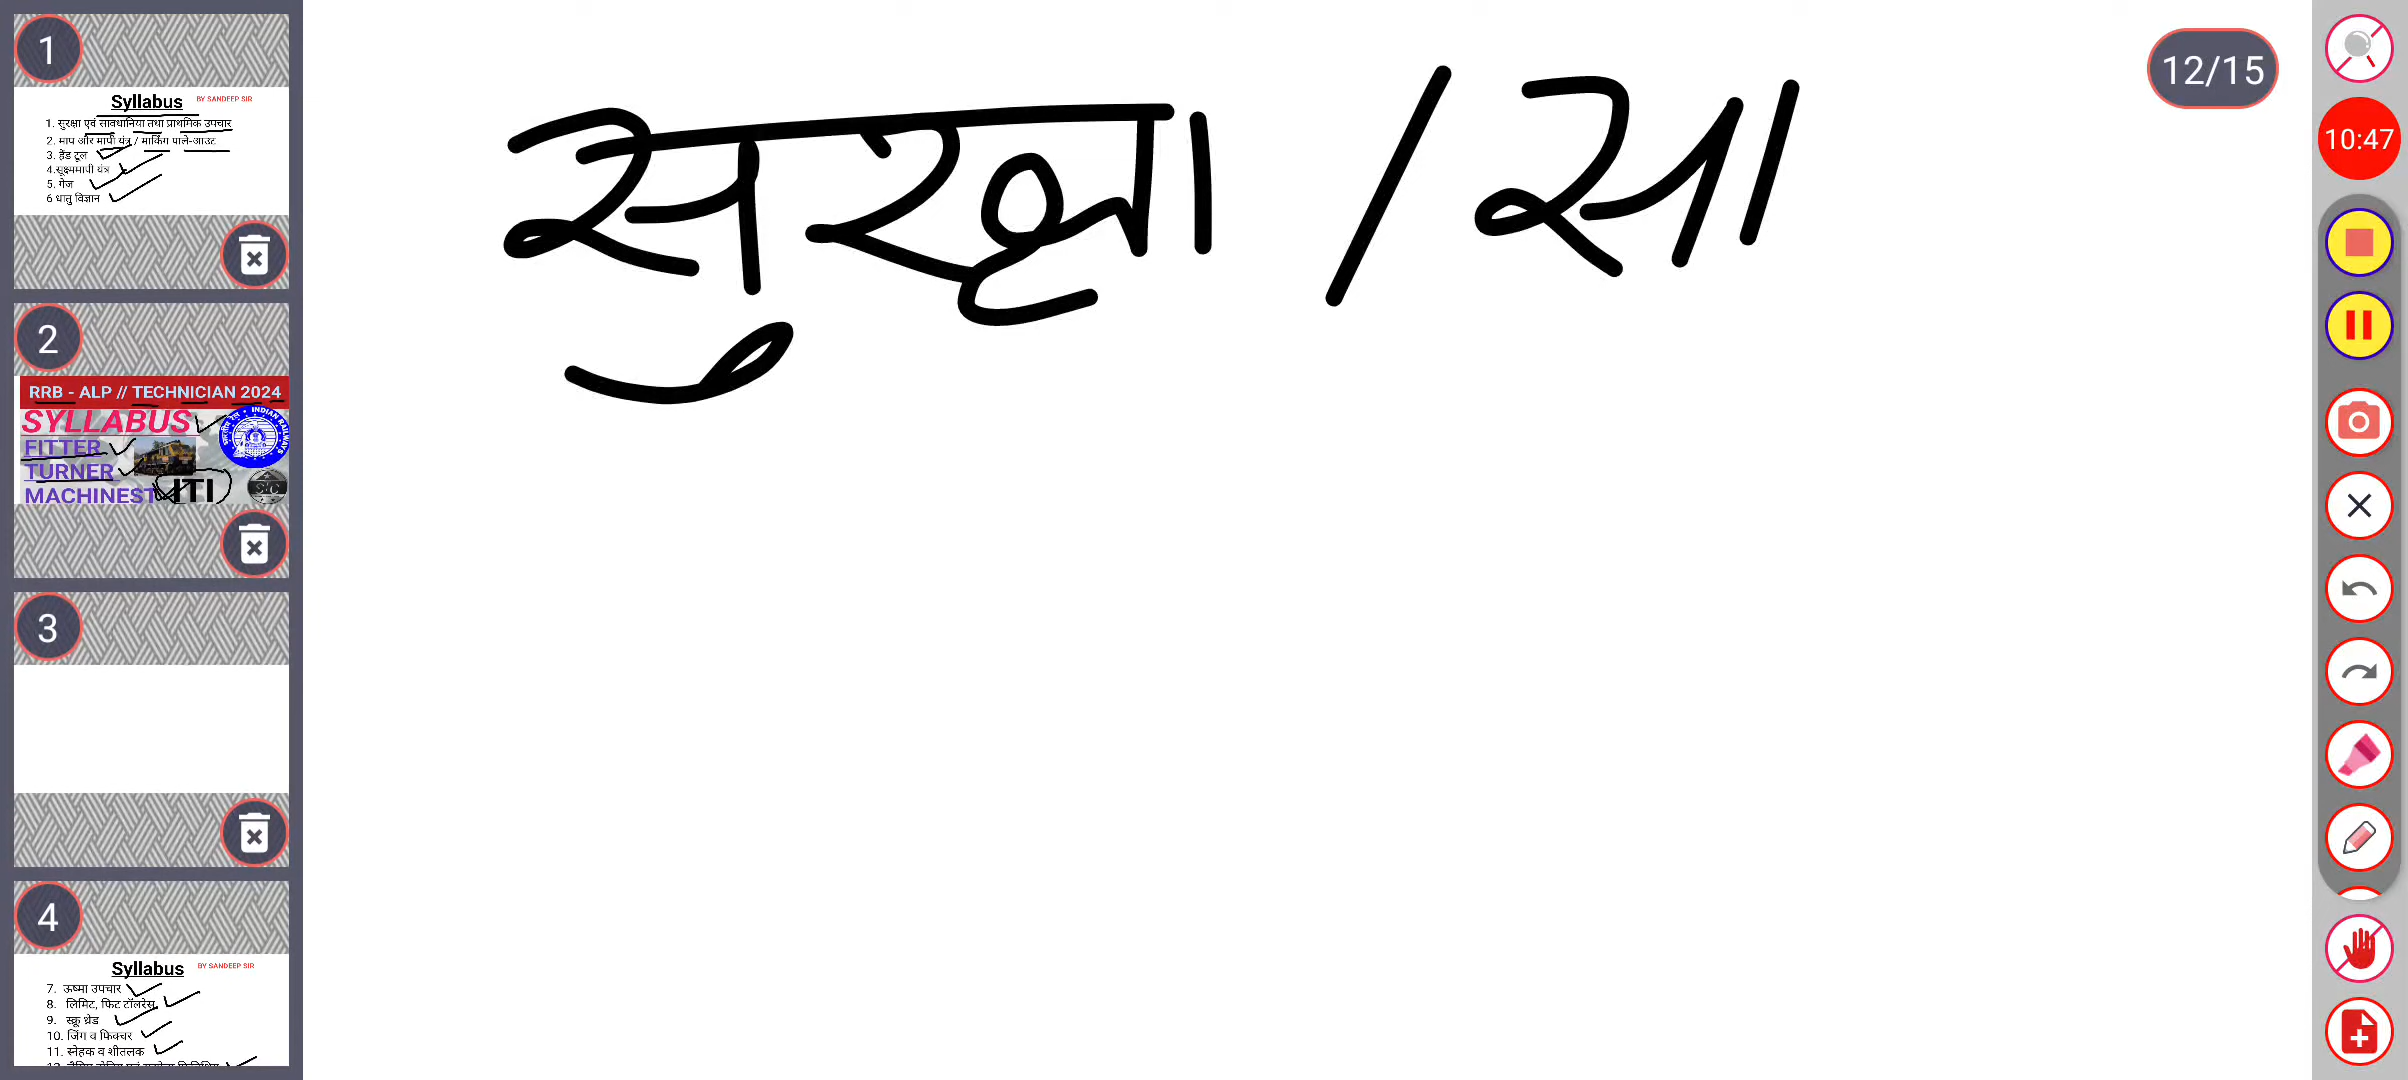 1
Syllabus BY SANDEEP SIR
1. सुरक्षा एवं सावधानिया तथा प्राथमिक उपचार
2. माप और मापी यंत्र / मार्किंग पाले-आउट
3. हैंड टूल
4.सूक्ष्ममापी यंत्र
5. गेज
6 धातु विज्ञान
2
RRB - ALP // TECHNICIAN 2024
SYLLABUS
FITTER
TURNER
MACHINEST ITI
INDIAN RAILWAYS
3
4
Syllabus BY SANDEEP SIR
7. ऊष्मा उपचार
8. लिमिट, फिट टॉलरेंस
9. स्क्रू थ्रेड
10. जिग व फिक्चर
11. स्नेहक व शीतलक
सुरक्षा / सा
12/15
10:47